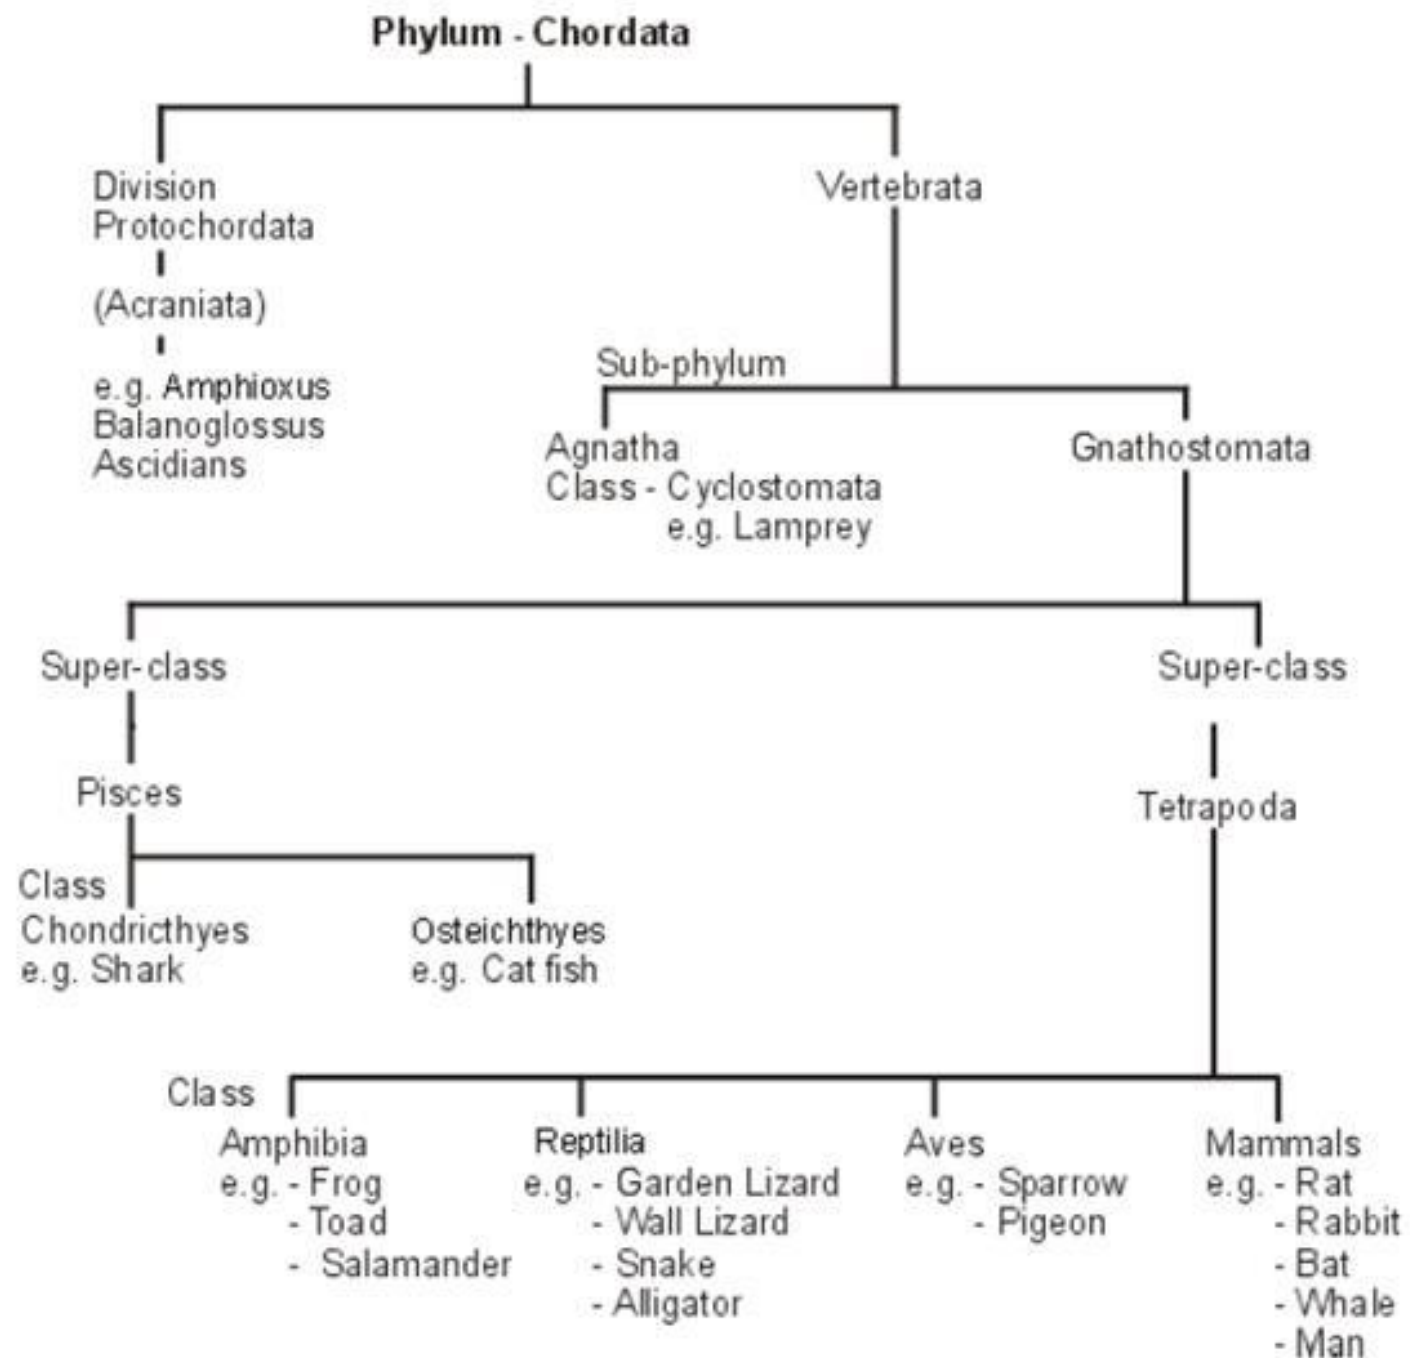 Phylum - Chordata
Division
Protochordata
Vertebrata
(Acraniata)
e.g. Amphioxus
Balanoglossus
Ascidians
Sub-phylum
Agnatha
Class - Cyclostomata
e.g. Lamprey
Gnathostomata
Super-class
Super-class
Pisces
Tetrapoda
Class
Chondricthyes
e.g. Shark
Osteichthyes
e.g. Cat fish
Class
Amphibia
e.g. - Frog
- Toad
- Salamander
Reptilia
e.g. - Garden Lizard
- Wall Lizard
- Snake
- Alligator
Aves
e.g. - Sparrow
- Pigeon
Mammals
e.g. - Rat
- Rabbit
- Bat
- Whale
- Man